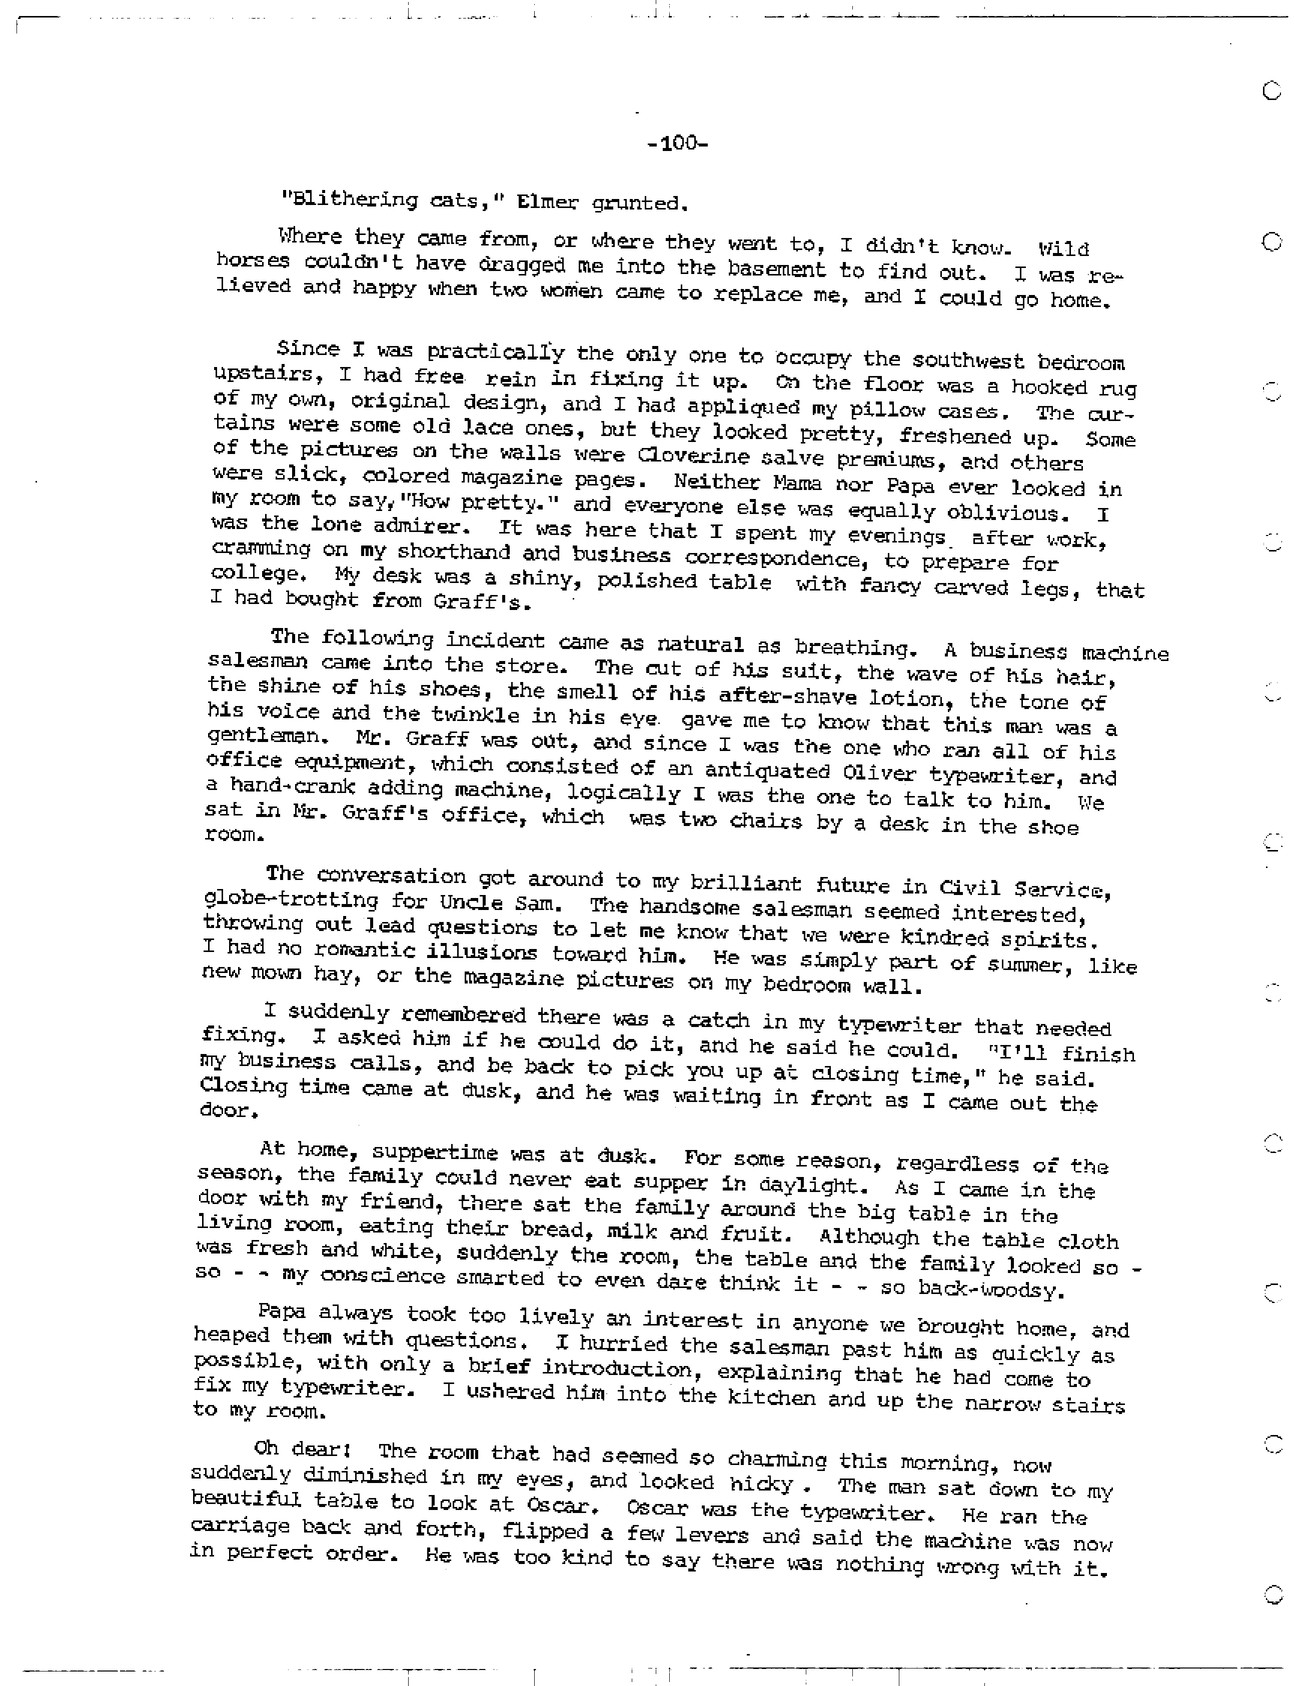 -100-
"Blithering cats," Elmer grunted.
Where they came from, or where they went to, I didn't know. Wild
horses couldn't have dragged me into the basement to find out. I was re-
lieved and happy when two women came to replace me, and I could go home.
Since I was practically the only one to occupy the southwest bedroom
upstairs, I had free rein in fixing it up. On the floor was a hooked rug
of my own, original design, and I had appliqued my pillow cases. The cur-
tains were some old lace ones, but they looked pretty, freshened up. Some
of the pictures on the walls were Cloverine salve premiums, and others
were slick, colored magazine pages. Neither Mama nor Papa ever looked in
my room to say, "How pretty." and everyone else was equally oblivious. I
was the lone admirer. It was here that I spent my evenings after work,
cramming on my shorthand and business correspondence, to prepare for
college. My desk was a shiny, polished table with fancy carved legs, that
I had bought from Graff's.
The following incident came as natural as breathing. A business machine
salesman came into the store. The cut of his suit, the wave of his hair,
the shine of his shoes, the smell of his after-shave lotion, the tone of
his voice and the twinkle in his eye gave me to know that this man was a
gentleman. Mr. Graff was out, and since I was the one who ran all of his
office equipment, which consisted of an antiquated Oliver typewriter, and
a hand-crank adding machine, logically I was the one to talk to him. We
sat in Mr. Graff's office, which was two chairs by a desk in the shoe
room.
The conversation got around to my brilliant future in Civil Service,
globe-trotting for Uncle Sam. The handsome salesman seemed interested,
throwing out lead questions to let me know that we were kindred spirits.
I had no romantic illusions toward him. He was simply part of summer, like
new mown hay, or the magazine pictures on my bedroom wall.
I suddenly remembered there was a catch in my typewriter that needed
fixing. I asked him if he could do it, and he said he could. "I'll finish
my business calls, and be back to pick you up at closing time," he said.
Closing time came at dusk, and he was waiting in front as I came out the
door.
At home, suppertime was at dusk. For some reason, regardless of the
season, the family could never eat supper in daylight. As I came in the
door with my friend, there sat the family around the big table in the
living room, eating their bread, milk and fruit. Although the table cloth
was fresh and white, suddenly the room, the table and the family looked so -
so - - my conscience smarted to even dare think it - - so back-woodsy.
Papa always took too lively an interest in anyone we brought home, and
heaped them with questions. I hurried the salesman past him as quickly as
possible, with only a brief introduction, explaining that he had come to
fix my typewriter. I ushered him into the kitchen and up the narrow stairs
to my room.
Oh dear! The room that had seemed so charming this morning, now
suddenly diminished in my eyes, and looked hicky . The man sat down to my
beautiful table to look at Oscar. Oscar was the typewriter. He ran the
carriage back and forth, flipped a few levers and said the machine was now
in perfect order. He was too kind to say there was nothing wrong with it.